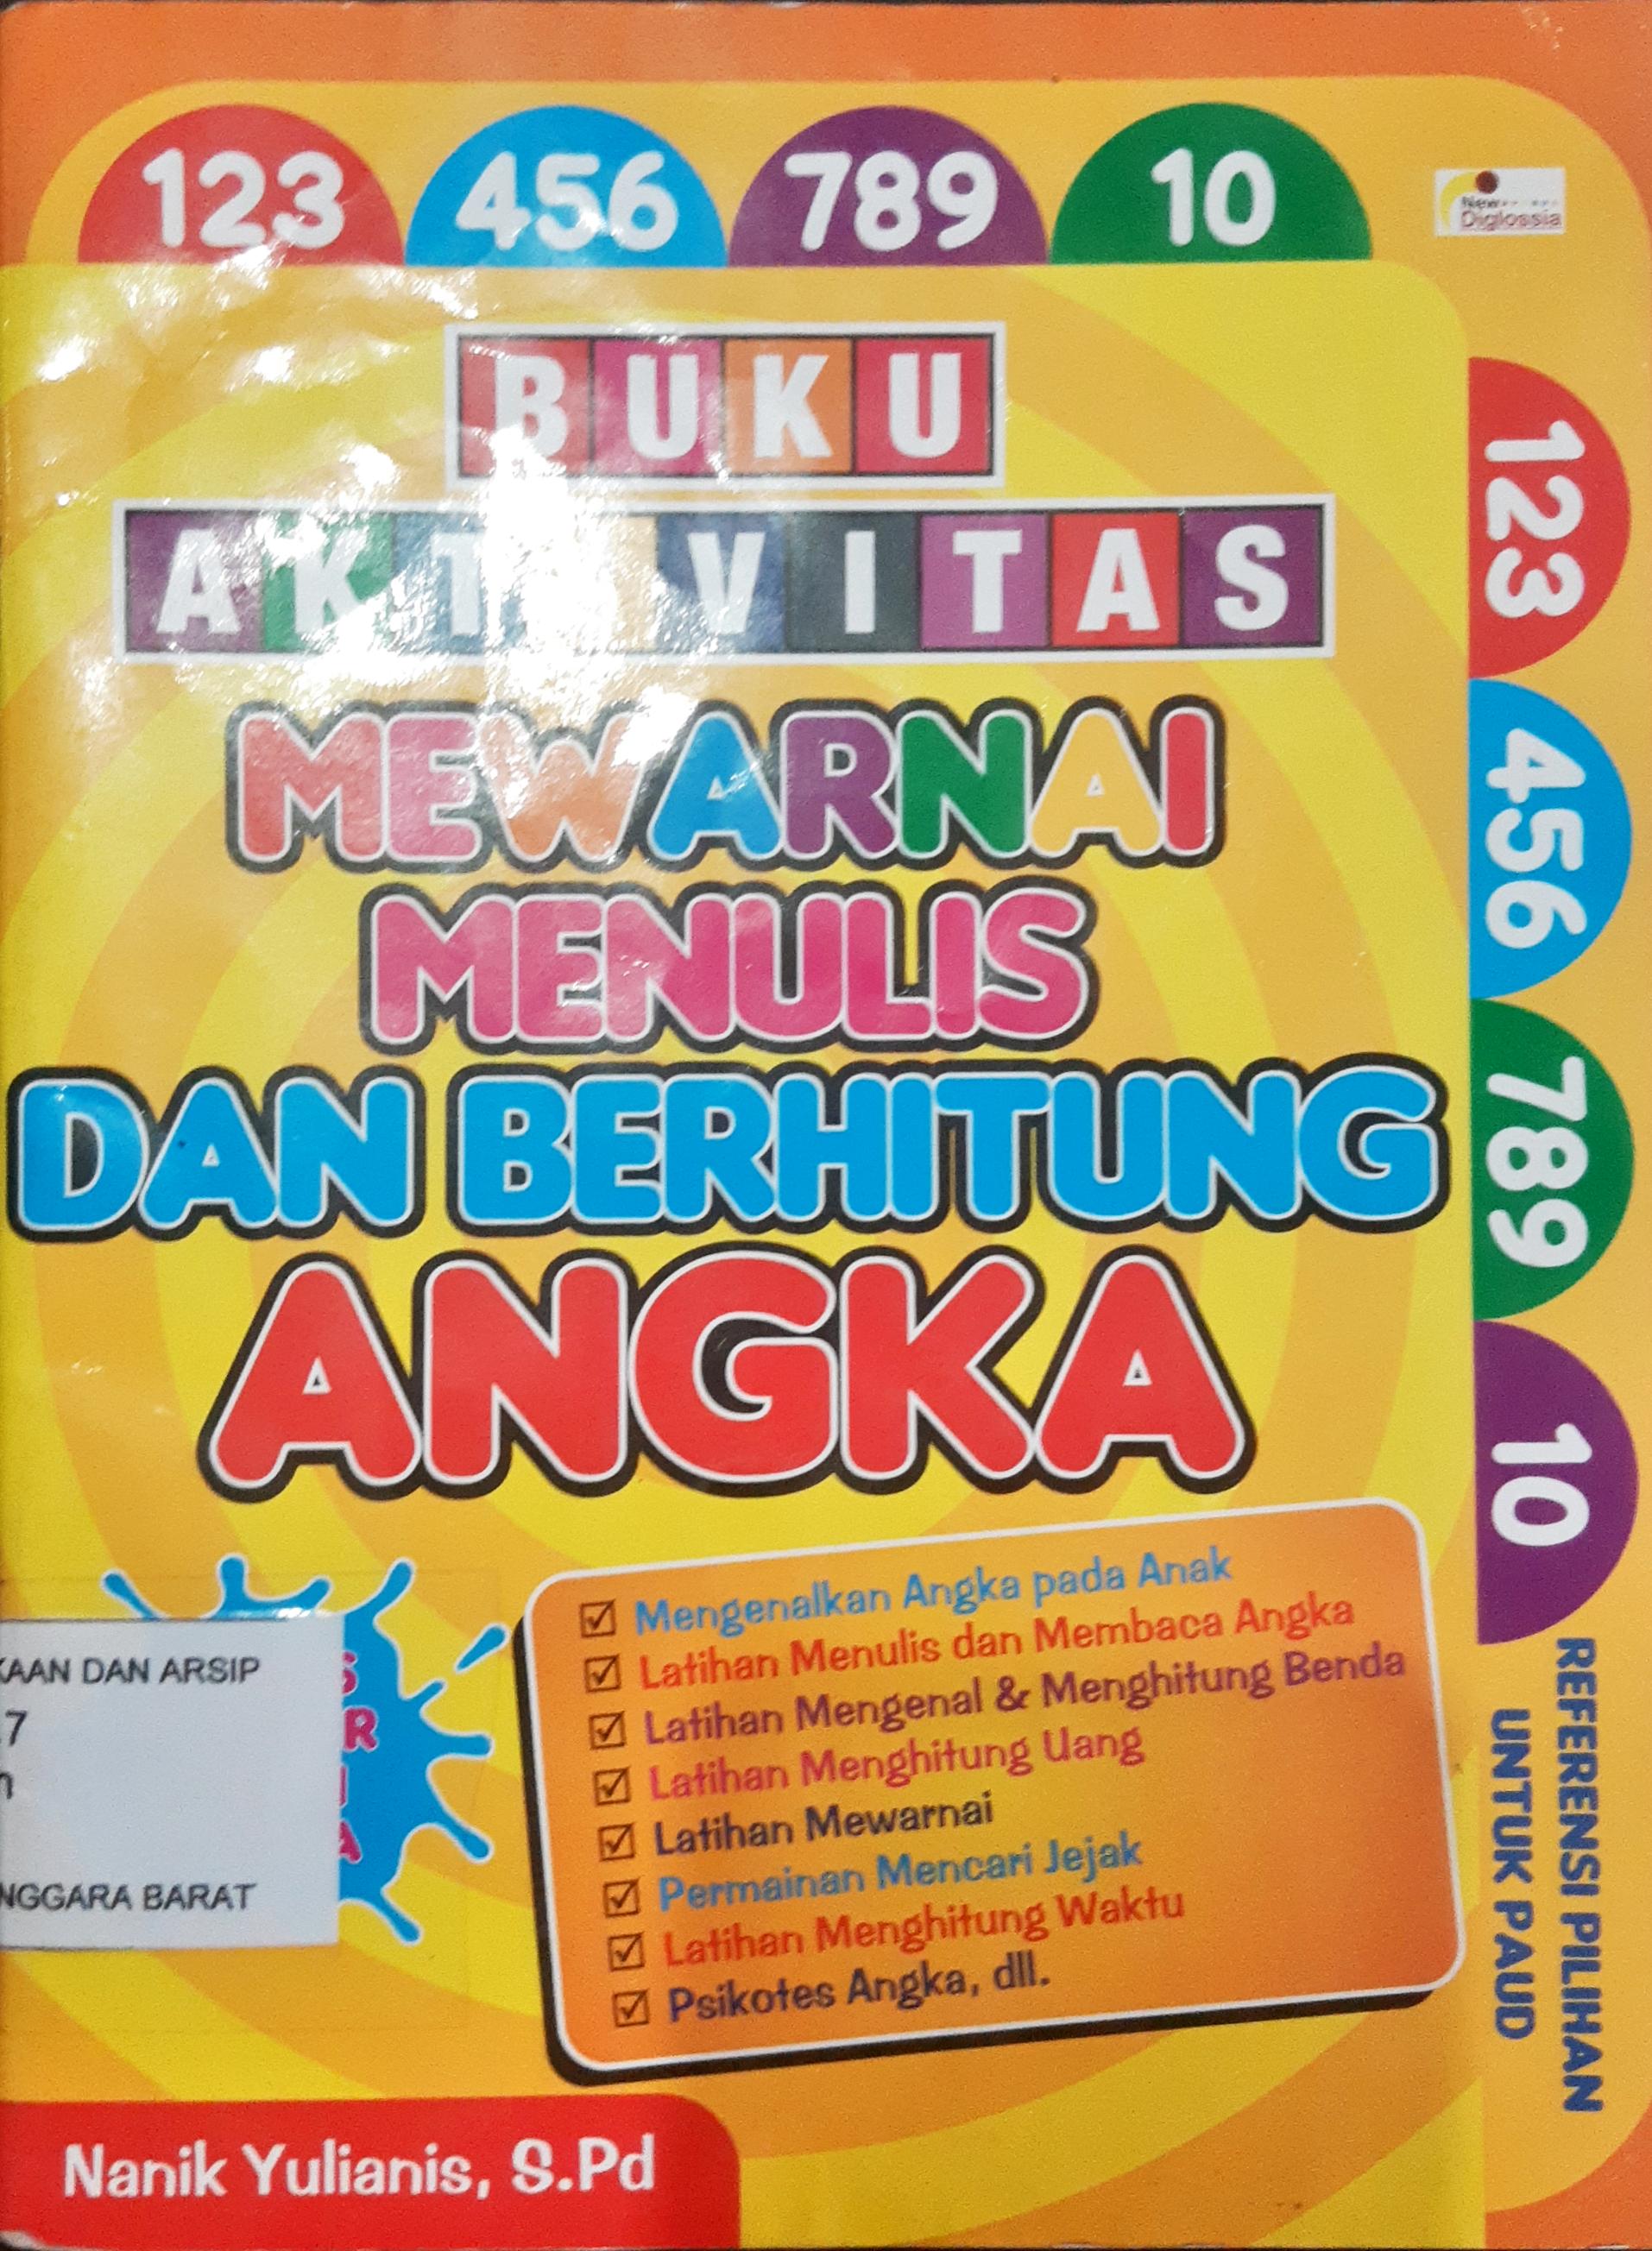 123 456 789 10
New
Diglossia
BUKU
AKTIVITAS
MEWARNAI
MENULIS
DAN BERHITUNG
ANGKA
123
456
789
10
☑ Mengenalkan Angka pada Anak
☑ Latihan Menulis dan Membaca Angka
☑ Latihan Mengenal & Menghitung Benda
☑ Latihan Menghitung Uang
☑ Latihan Mewarnai
☑ Permainan Mencari Jejak
☑ Latihan Menghitung Waktu
☑ Psikotes Angka, dll.
DAN ARSIP
NGGARA BARAT
REFERENSI PILIHAN
UNTUK PAUD
Nanik Yulianis, S.Pd